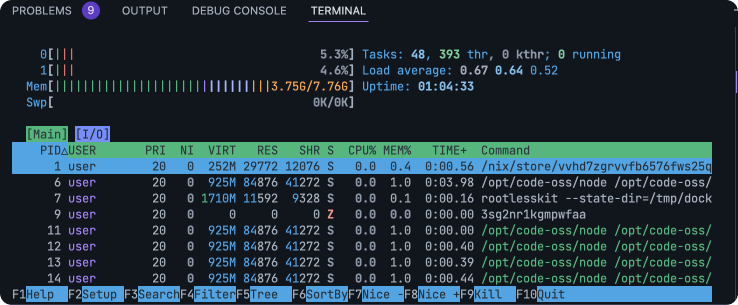 PROBLEMS 9 OUTPUT DEBUG CONSOLE TERMINAL
0[||| 5.3%] Tasks: 48, 393 thr, 0 kthr; 0 running
1[||| 4.6%] Load average: 0.67 0.64 0.52
Mem[||||||||||||||||||||||||||||||||||||3.75G/7.76G] Uptime: 01:04:33
Swp[ 0K/0K]
[Main] [I/O]
PID△USER PRI NI VIRT RES SHR S CPU% MEM% TIME+ Command
1 user 20 0 252M 29772 12076 S 0.0 0.4 0:00.56 /nix/store/vvhd7zgrvvfb6576fws25q
6 user 20 0 925M 84876 41272 S 0.0 1.0 0:03.98 /opt/code-oss/node /opt/code-oss/
7 user 20 0 1710M 11592 9328 S 0.0 0.1 0:00.16 rootlesskit --state-dir=/tmp/dock
9 user 20 0 0 0 0 Z 0.0 0.0 0:00.00 3sg2nr1kgmpwfaa
11 user 20 0 925M 84876 41272 S 0.0 1.0 0:00.00 /opt/code-oss/node /opt/code-oss/
12 user 20 0 925M 84876 41272 S 0.0 1.0 0:00.40 /opt/code-oss/node /opt/code-oss/
13 user 20 0 925M 84876 41272 S 0.0 1.0 0:00.39 /opt/code-oss/node /opt/code-oss/
14 user 20 0 925M 84876 41272 S 0.0 1.0 0:00.44 /opt/code-oss/node /opt/code-oss/
F1Help F2Setup F3SearchF4FilterF5Tree F6SortByF7Nice -F8Nice +F9Kill F10Quit